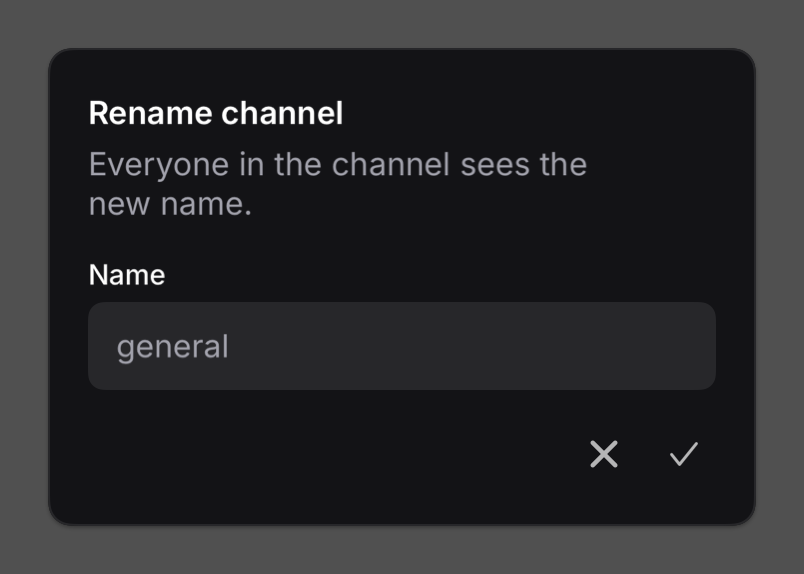 Rename channel
Everyone in the channel sees the
new name.
Name
general